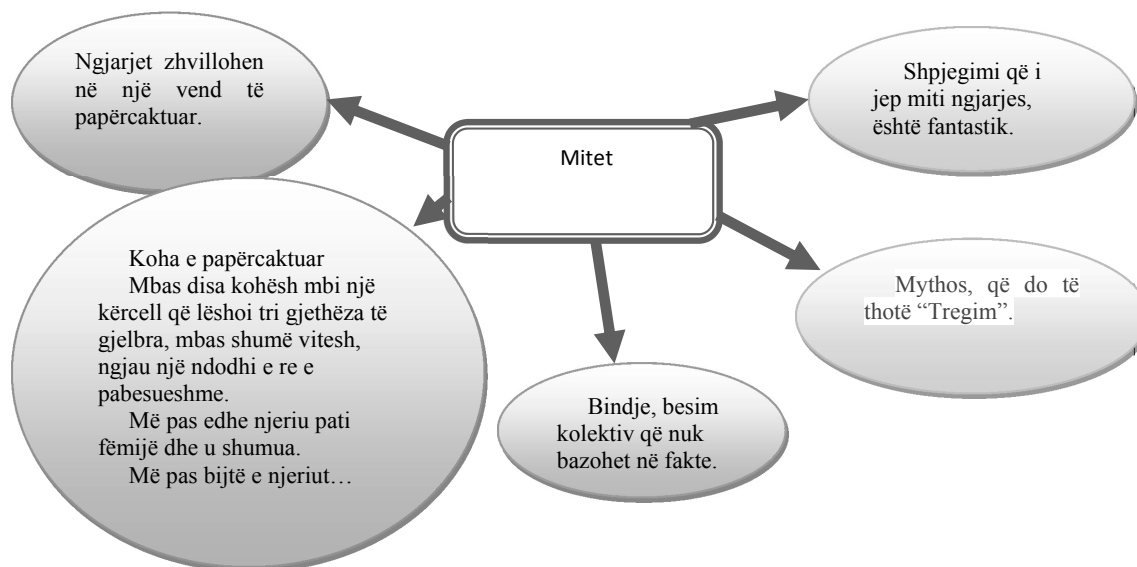 Ngjarjet zhvillohen
në një vend të
papërcaktuar.
Shpjegimi që i
jep miti ngjarjes,
është fantastik.
Mitet
Koha e papërcaktuar
Mbas disa kohësh mbi një
kërcell që lëshoi tri gjethëza të
gjelbra, mbas shumë vitesh,
ngjau një ndodhi e re e
pabesueshme.
Më pas edhe njeriu pati
fëmijë dhe u shumua.
Më pas bijtë e njeriut…
Mythos, që do të
thotë “Tregim”.
Bindje, besim
kolektiv që nuk
bazohet në fakte.